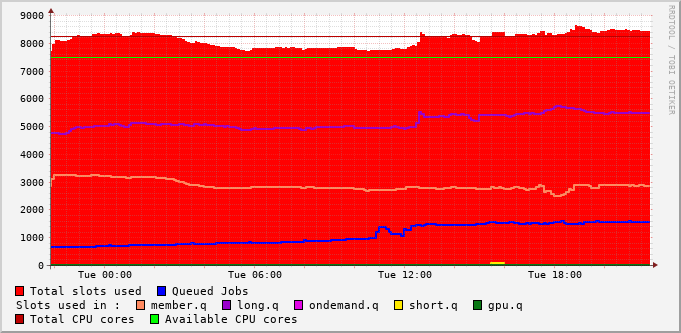 RRDTOOL / TOBI OETIKER
9000
8000
7000
6000
5000
4000
3000
2000
1000
0
Tue 00:00 Tue 06:00 Tue 12:00 Tue 18:00
Total slots used Queued Jobs
Slots used in : member.q long.q ondemand.q short.q gpu.q
Total CPU cores Available CPU cores